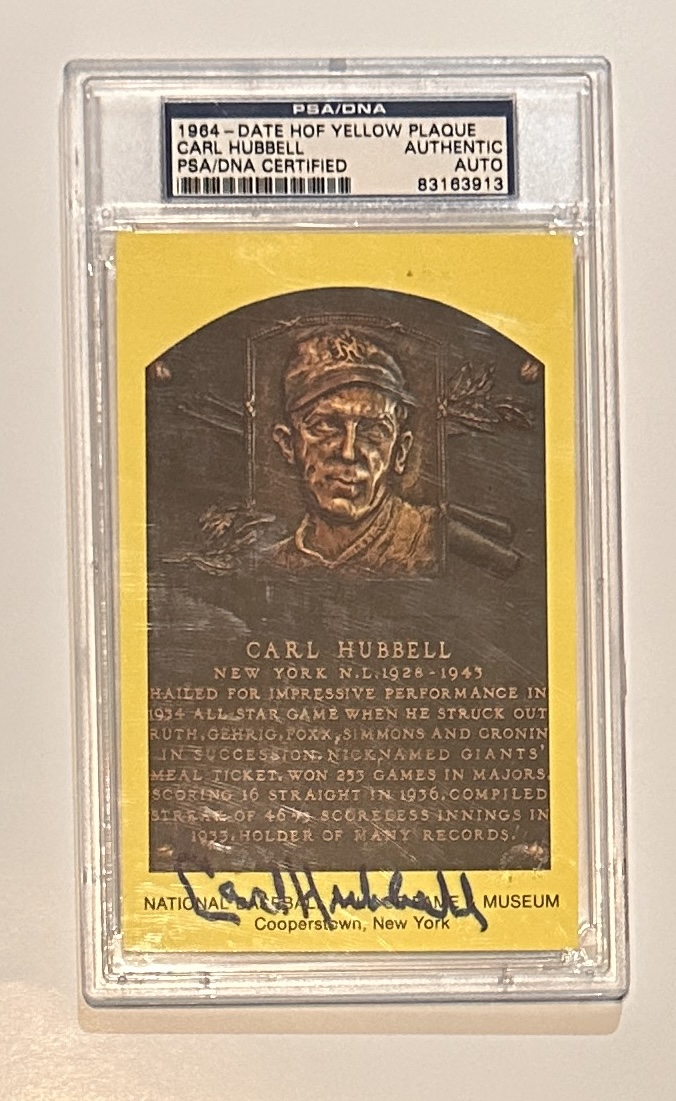 PSA/DNA
1964 - DATE HOF YELLOW PLAQUE
CARL HUBBELL AUTHENTIC
PSA/DNA CERTIFIED AUTO
83163913
CARL HUBBELL
NEW YORK N.L. 1928 - 1943
HAILED FOR IMPRESSIVE PERFORMANCE IN
1934 ALL-STAR GAME WHEN HE STRUCK OUT
RUTH, GEHRIG, FOXX, SIMMONS AND CRONIN
IN SUCCESSION. NICKNAMED GIANTS'
MEAL TICKET. WON 253 GAMES IN MAJORS,
SCORING 16 STRAIGHT IN 1936. COMPILED
STREAK OF 46 1/3 SCORELESS INNINGS IN
1933. HOLDER OF MANY RECORDS.
Carl Hubbell
NATIONAL BASEBALL HALL OF FAME & MUSEUM
Cooperstown, New York